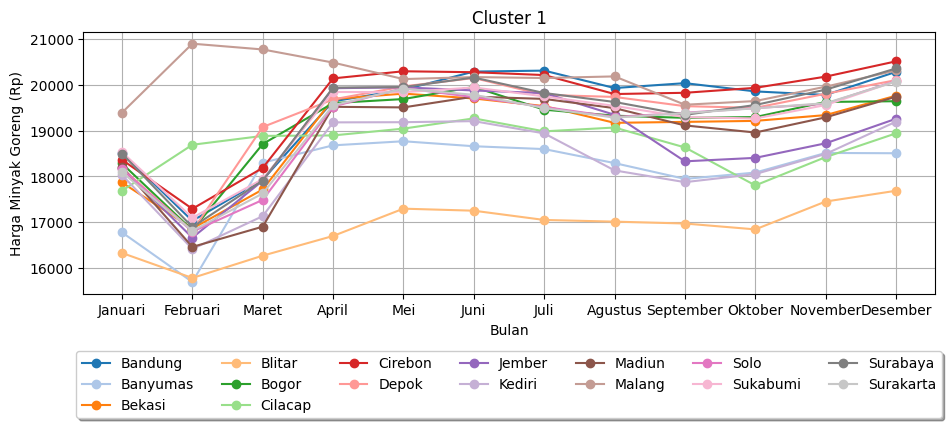 Cluster 1
Harga Minyak Goreng (Rp)
21000
20000
19000
18000
17000
16000
Januari Februari Maret April Mei Juni Juli Agustus September Oktober November Desember
Bulan
Bandung Blitar Cirebon Jember Madiun Solo Surabaya
Banyumas Bogor Depok Kediri Malang Sukabumi Surakarta
Bekasi Cilacap